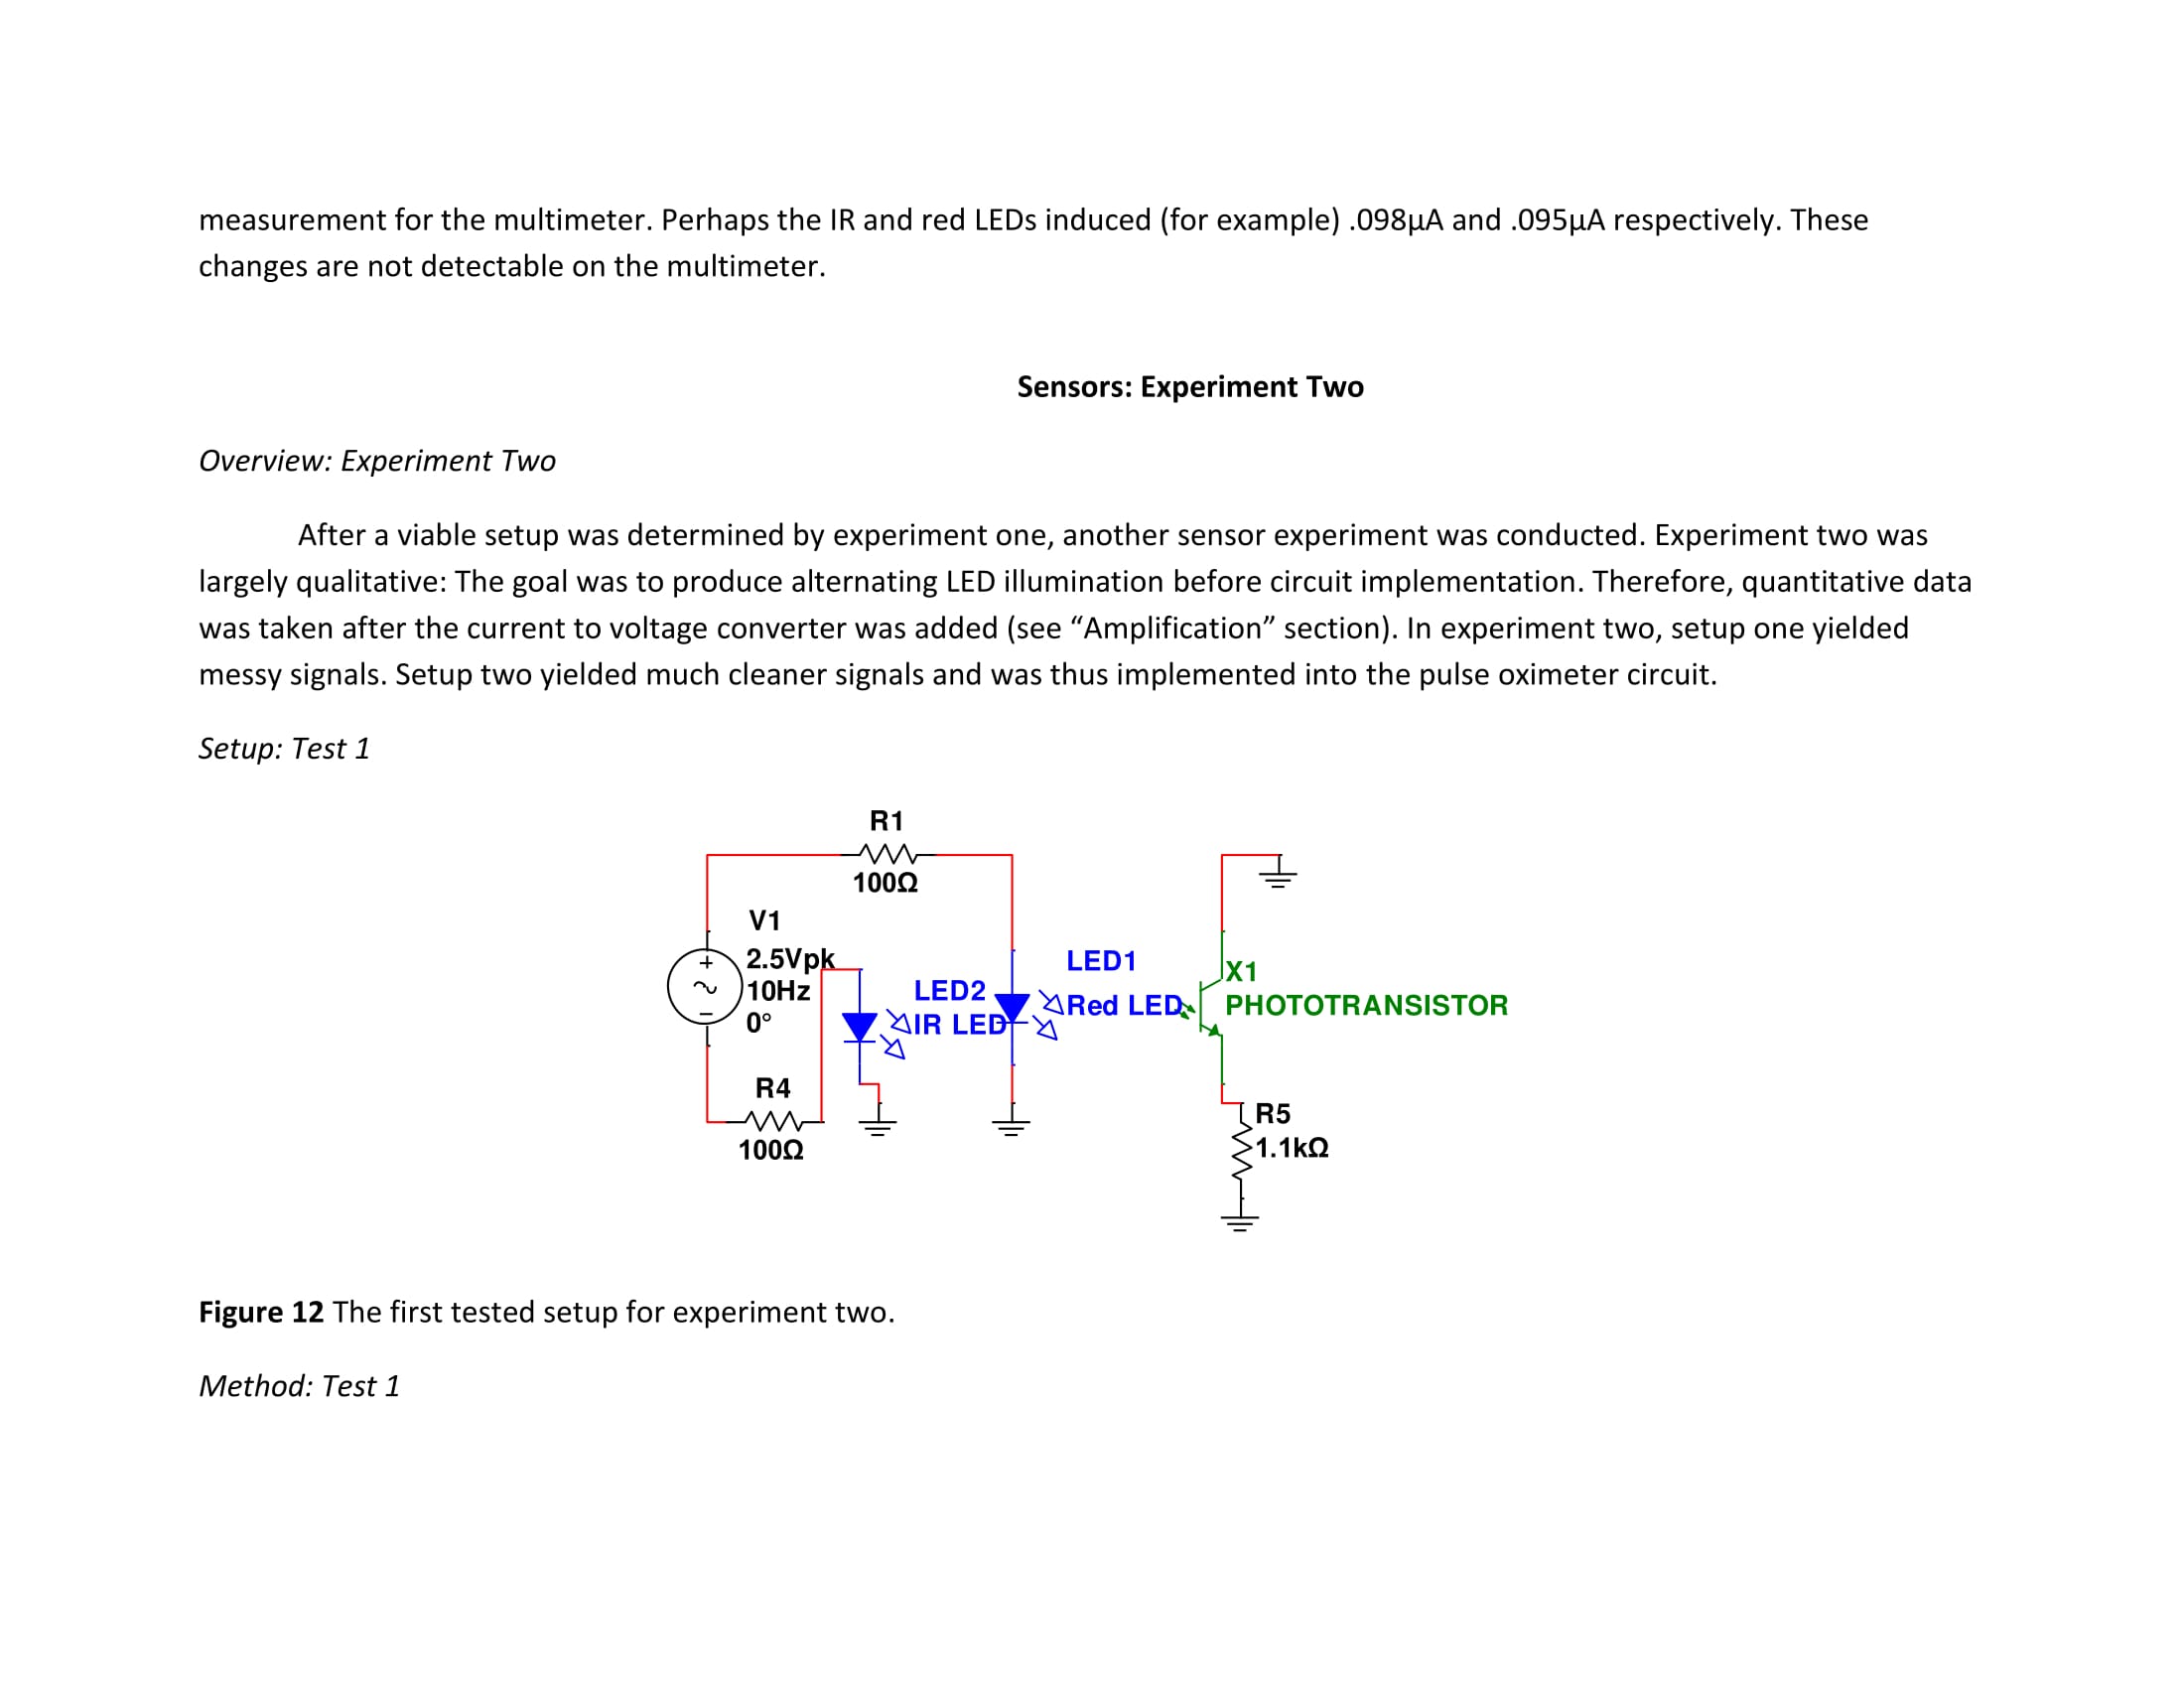 measurement for the multimeter. Perhaps the IR and red LEDs induced (for example) .098µA and .095µA respectively. These
changes are not detectable on the multimeter.
Sensors: Experiment Two
Overview: Experiment Two
After a viable setup was determined by experiment one, another sensor experiment was conducted. Experiment two was
largely qualitative: The goal was to produce alternating LED illumination before circuit implementation. Therefore, quantitative data
was taken after the current to voltage converter was added (see “Amplification” section). In experiment two, setup one yielded
messy signals. Setup two yielded much cleaner signals and was thus implemented into the pulse oximeter circuit.
Setup: Test 1
R1
100Ω
V1
2.5Vpk
10Hz
0°
LED2
IR LED
LED1
Red LED
X1
PHOTOTRANSISTOR
R4
100Ω
R5
1.1kΩ
Figure 12 The first tested setup for experiment two.
Method: Test 1